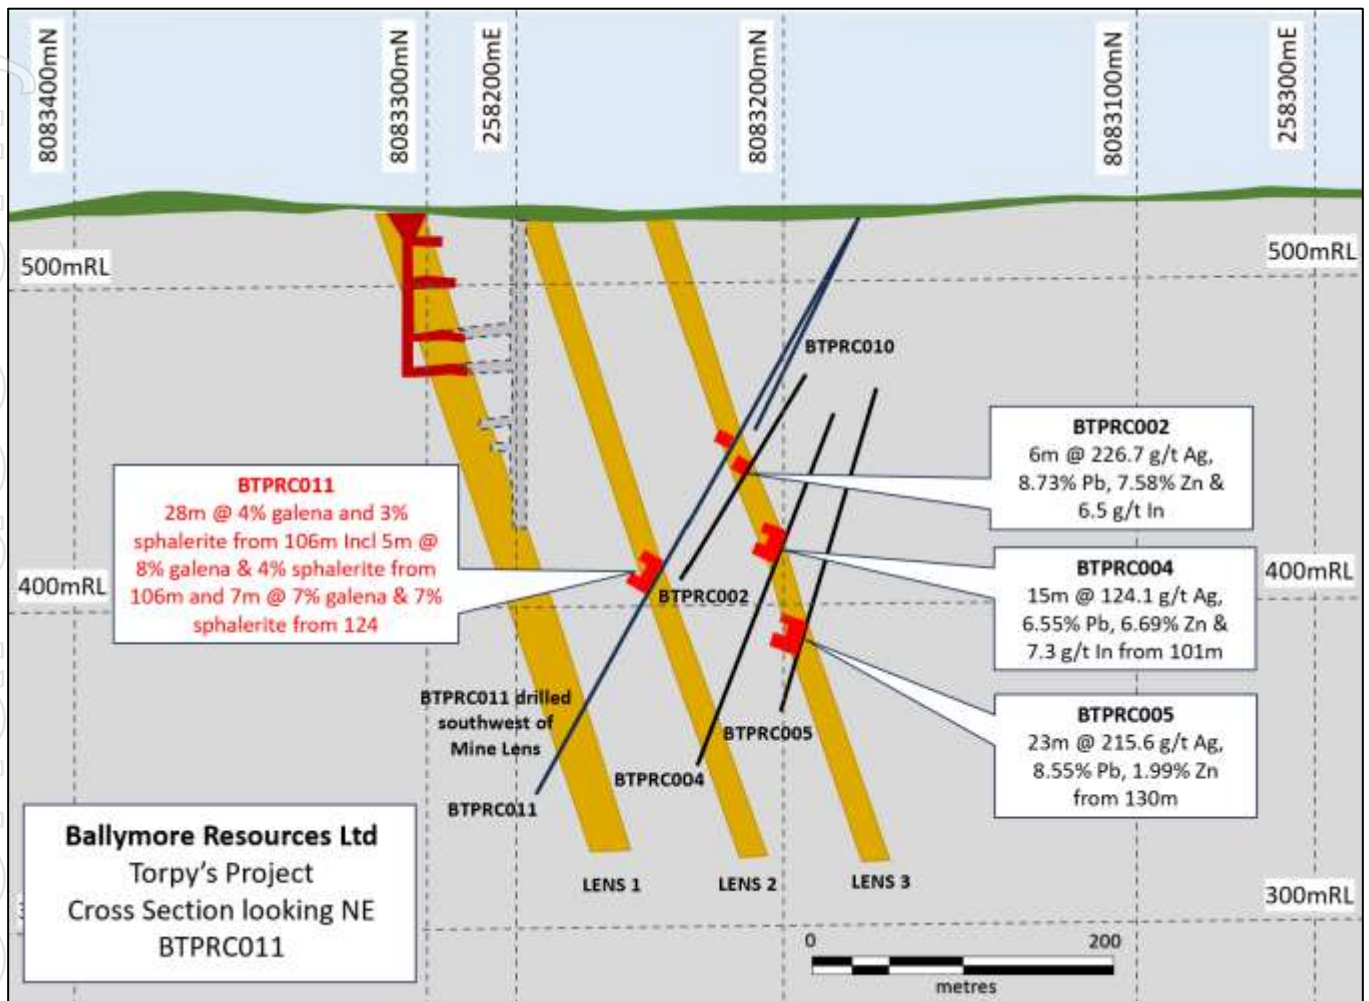 8083400mN
8083300mN
258200mE
8083200mN
8083100mN
258300mE
500mRL
500mRL
BTPRC010
BTPRC002
6m @ 226.7 g/t Ag,
8.73% Pb, 7.58% Zn &
6.5 g/t In
BTPRC011
28m @ 4% galena and 3%
sphalerite from 106m Incl 5m @
8% galena & 4% sphalerite from
106m and 7m @ 7% galena & 7%
sphalerite from 124
400mRL
400mRL
BTPRC002
BTPRC004
15m @ 124.1 g/t Ag,
6.55% Pb, 6.69% Zn &
7.3 g/t In from 101m
BTPRC011 drilled
southwest of
Mine Lens
BTPRC005
BTPRC005
23m @ 215.6 g/t Ag,
8.55% Pb, 1.99% Zn
from 130m
BTPRC004
BTPRC011
Ballymore Resources Ltd
Torpy's Project
Cross Section looking NE
BTPRC011
LENS 1
LENS 2
LENS 3
300mRL
0
200
metres